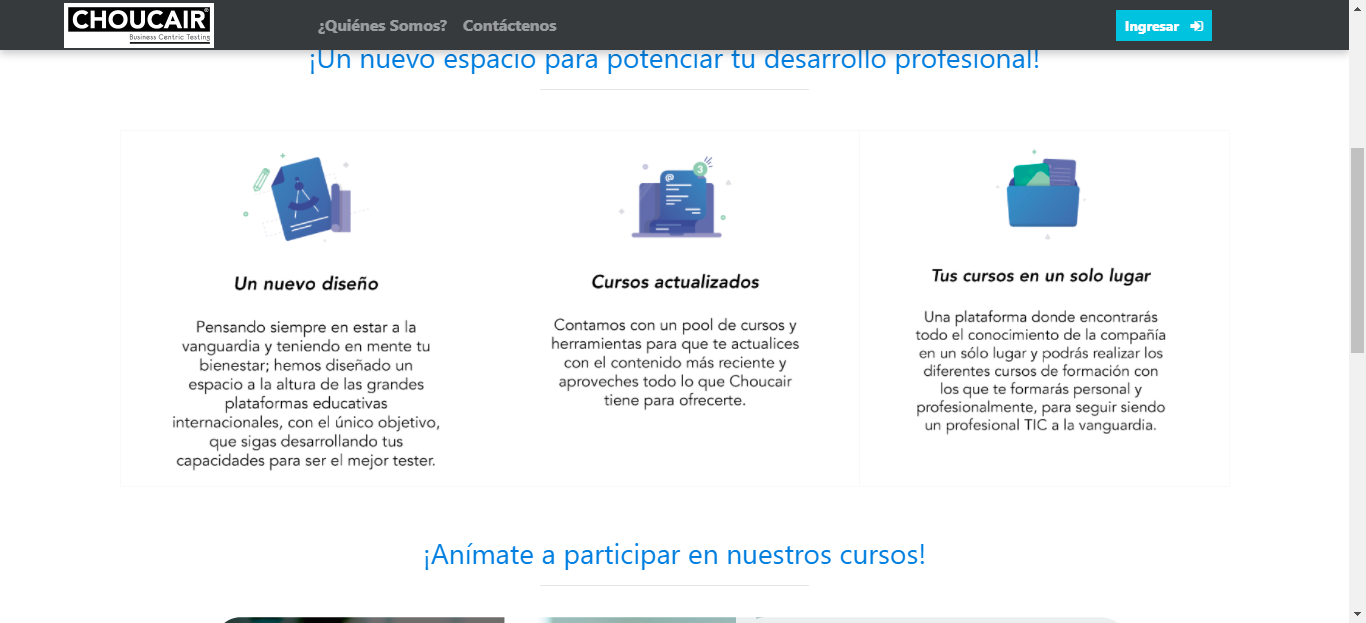 CHOUCAIR
Business Centric Testing
¿Quiénes Somos? Contáctenos
Ingresar
¡Un nuevo espacio para potenciar tu desarrollo profesional!
Un nuevo diseño
Pensando siempre en estar a la
vanguardia y teniendo en mente tu
bienestar; hemos diseñado un
espacio a la altura de las grandes
plataformas educativas
internacionales, con el único objetivo,
que sigas desarrollando tus
capacidades para ser el mejor tester.
@ 3
Cursos actualizados
Contamos con un pool de cursos y
herramientas para que te actualices
con el contenido más reciente y
aproveches todo lo que Choucair
tiene para ofrecerte.
Tus cursos en un solo lugar
Una plataforma donde encontrarás
todo el conocimiento de la compañía
en un sólo lugar y podrás realizar los
diferentes cursos de formación con
los que te formarás personal y
profesionalmente, para seguir siendo
un profesional TIC a la vanguardia.
¡Anímate a participar en nuestros cursos!